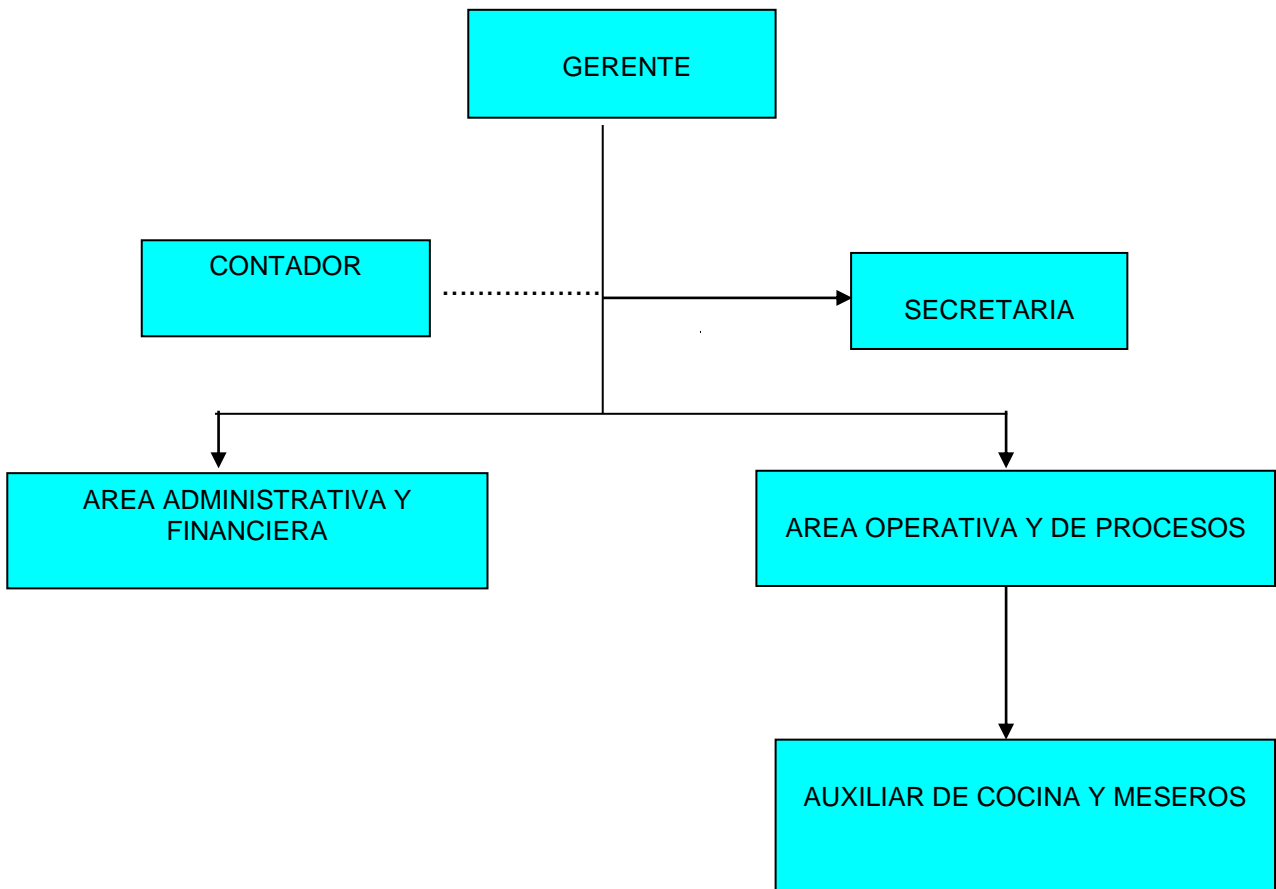 GERENTE
CONTADOR
SECRETARIA
AREA ADMINISTRATIVA Y
FINANCIERA
AREA OPERATIVA Y DE PROCESOS
AUXILIAR DE COCINA Y MESEROS